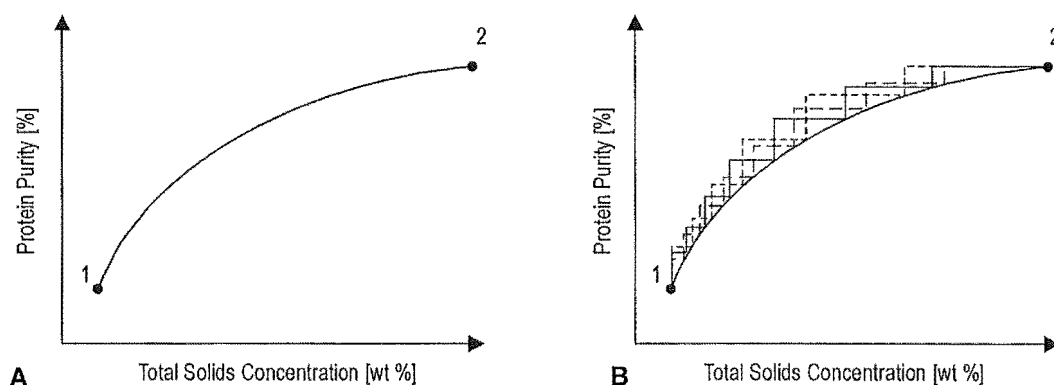 Protein Purity [%]
1
2
Total Solids Concentration [wt %]
A
Protein Purity [%]
1
2
Total Solids Concentration [wt %]
B